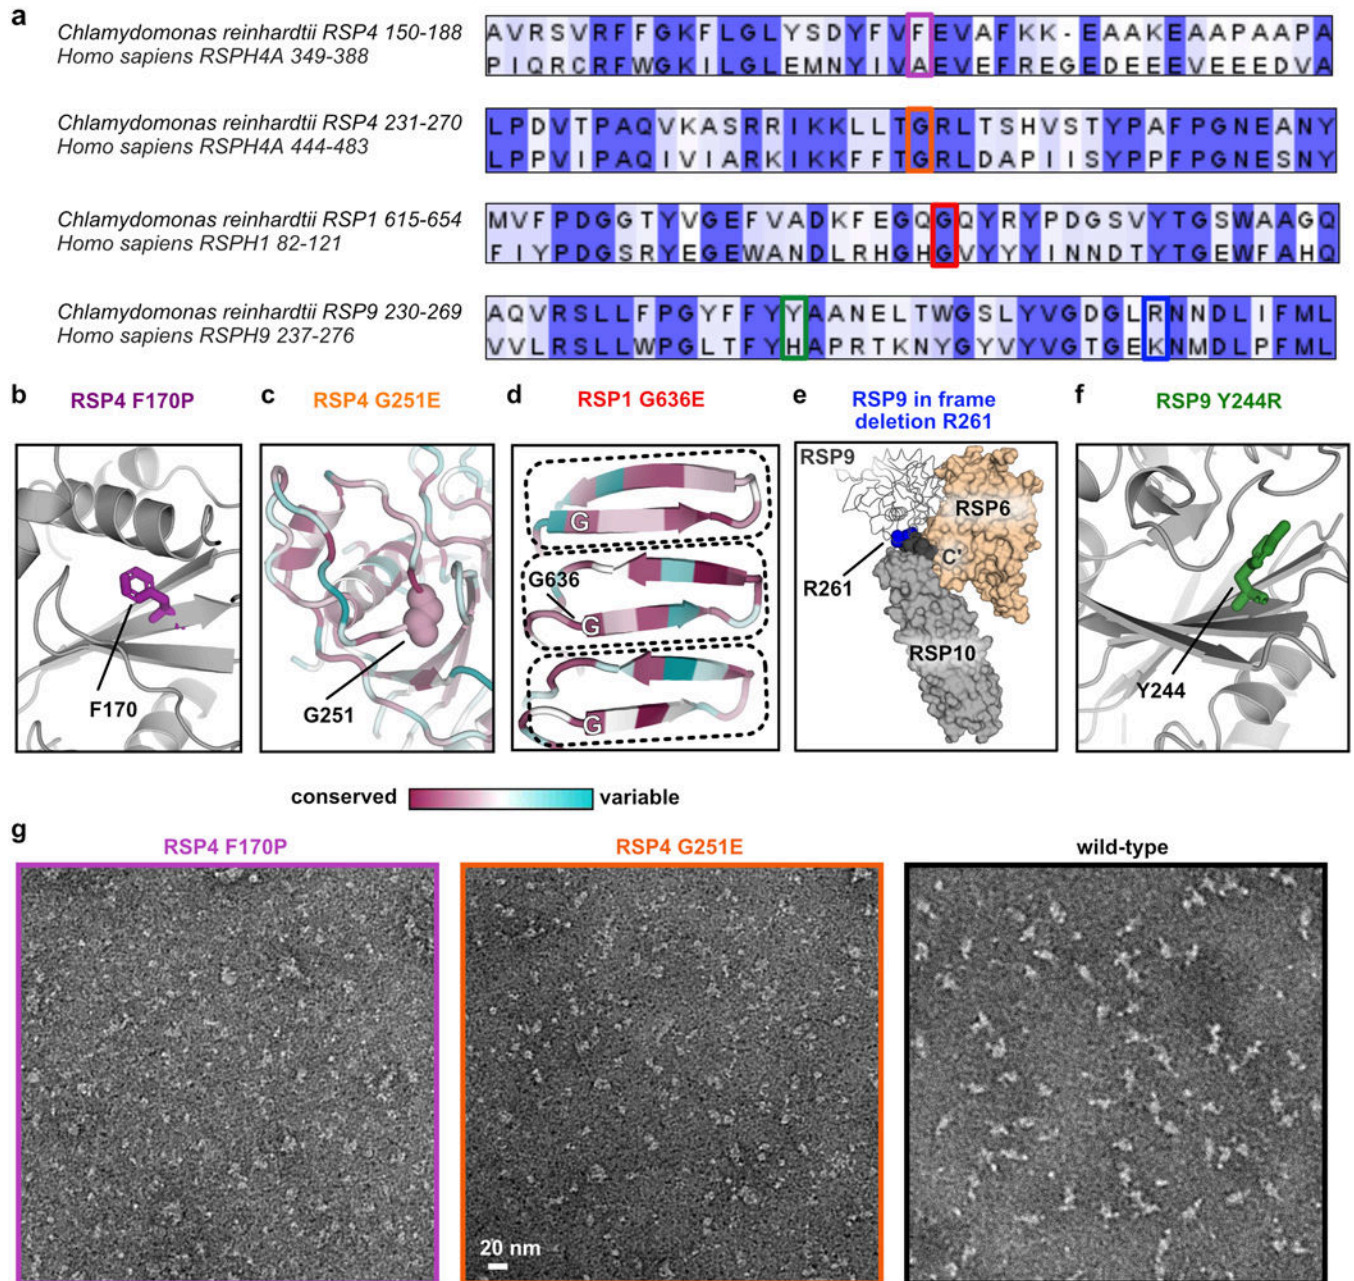 a
Chlamydomonas reinhardtii RSP4 150-188
Homo sapiens RSPH4A 349-388
AVRSVRFFGKFLGLYSDYFVFEVAFKK-EAAKEAAPAAPA
PIQRCRFWGKILGLEMNYIVAEVEFREGEDEEEVEEEDVA
Chlamydomonas reinhardtii RSP4 231-270
Homo sapiens RSPH4A 444-483
LPDVTPAQVKASRRIKKLLTGRLTSHVSTYPAFPGNEANY
LPPVIPAQIVIARKIKKFFTGRLDAPIISYPPFPGNESNY
Chlamydomonas reinhardtii RSP1 615-654
Homo sapiens RSPH1 82-121
MVFPDGGTYVGEFVADKFEGQGQYRYPDGSVYTGSWAAGQ
FIYPDGSRYEGEWANDLRHGHGVYYYINNDTYTGEWFAHQ
Chlamydomonas reinhardtii RSP9 230-269
Homo sapiens RSPH9 237-276
AQVRSLLFPGYFFYYAANELTWGSLYVGDGLRNNDLIFML
VVLRSLLWPGLTFYHAPRTKNYGYVYVGTGEKNMDLPFML
b
RSP4 F170P
F170
c
RSP4 G251E
G251
d
RSP1 G636E
G
G636
G
G
e
RSP9 in frame
deletion R261
RSP9
RSP6
R261
C'
RSP10
f
RSP9 Y244R
Y244
conserved
variable
g
RSP4 F170P
RSP4 G251E
wild-type
20 nm